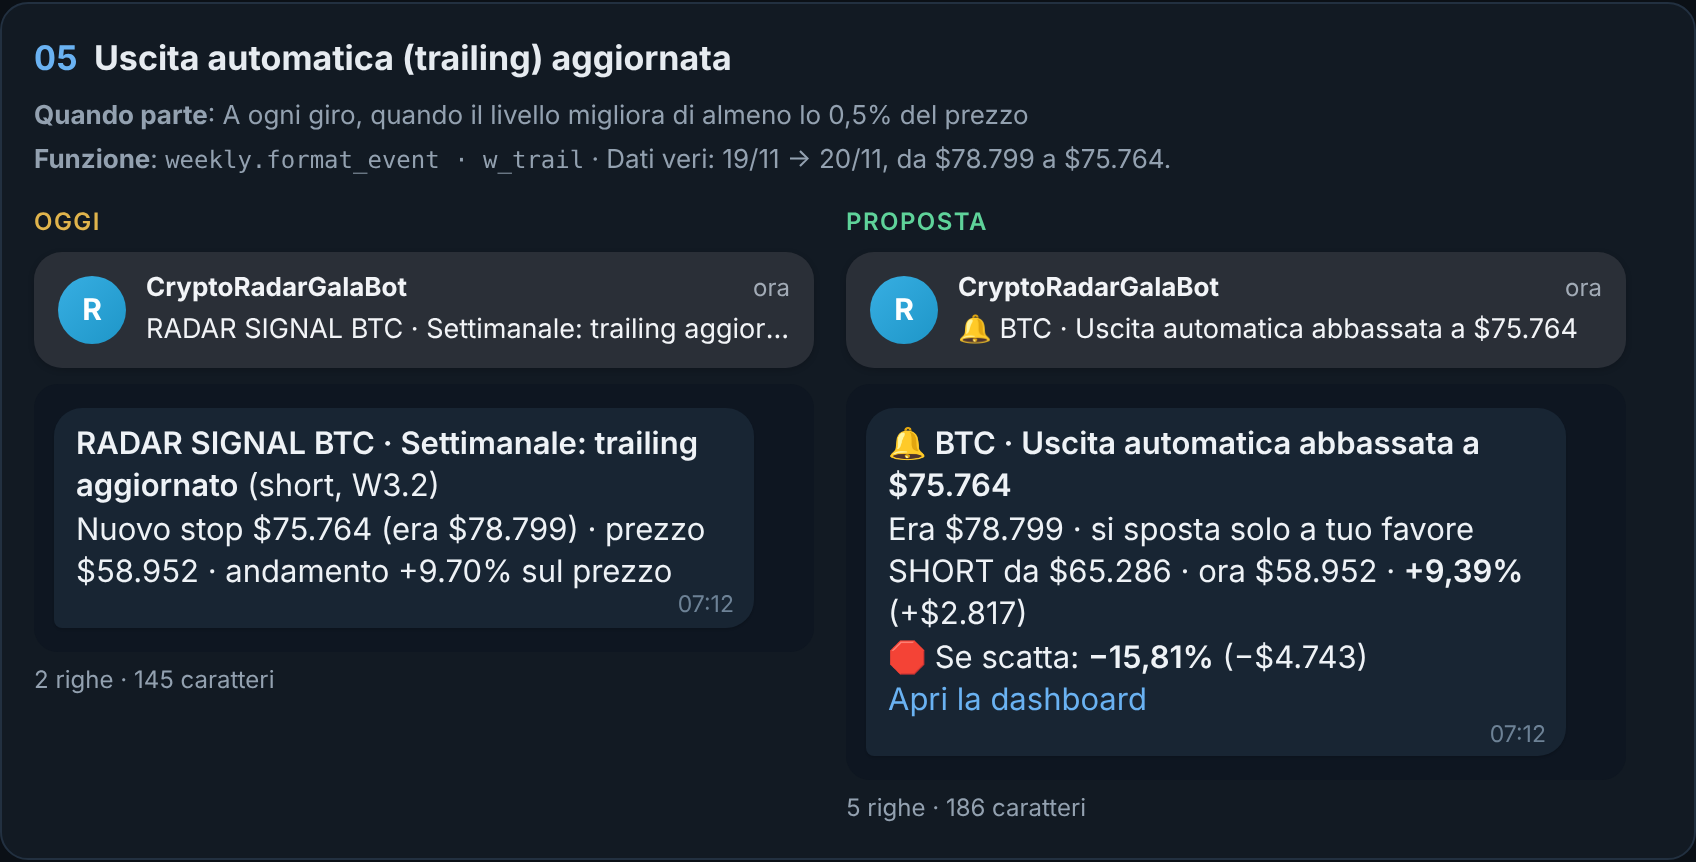 05 Uscita automatica (trailing) aggiornata
Quando parte: A ogni giro, quando il livello migliora di almeno lo 0,5% del prezzo
Funzione: weekly.format_event · w_trail · Dati veri: 19/11 → 20/11, da $78.799 a $75.764.
OGGI
R
CryptoRadarGalaBot
ora
RADAR SIGNAL BTC · Settimanale: trailing aggior...
RADAR SIGNAL BTC · Settimanale: trailing
aggiornato (short, W3.2)
Nuovo stop $75.764 (era $78.799) · prezzo
$58.952 · andamento +9.70% sul prezzo
07:12
2 righe · 145 caratteri
PROPOSTA
R
CryptoRadarGalaBot
ora
🔔 BTC · Uscita automatica abbassata a $75.764
🔔 BTC · Uscita automatica abbassata a
$75.764
Era $78.799 · si sposta solo a tuo favore
SHORT da $65.286 · ora $58.952 · +9,39%
(+$2.817)
🛑 Se scatta: −15,81% (−$4.743)
Apri la dashboard
07:12
5 righe · 186 caratteri